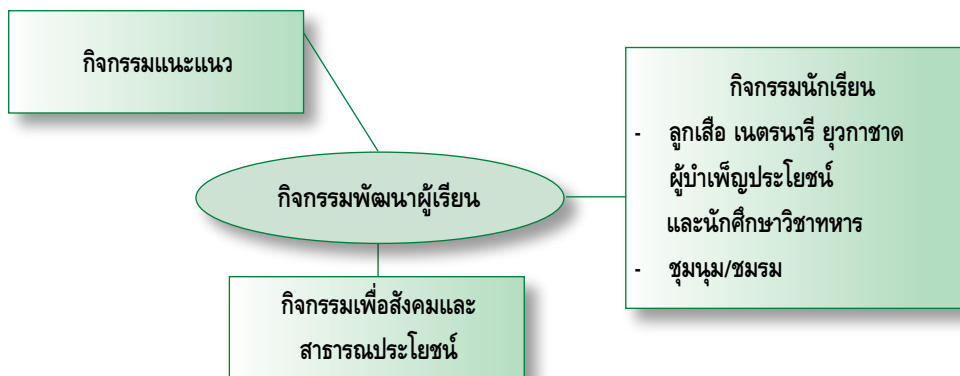 กิจกรรมแนะแนว
กิจกรรมนักเรียน
- ลูกเสือ เนตรนารี ยุวกาชาด
ผู้บำเพ็ญประโยชน์
และนักศึกษาวิชาทหาร
- ชุมนุม/ชมรม
กิจกรรมพัฒนาผู้เรียน
กิจกรรมเพื่อสังคมและ
สาธารณประโยชน์